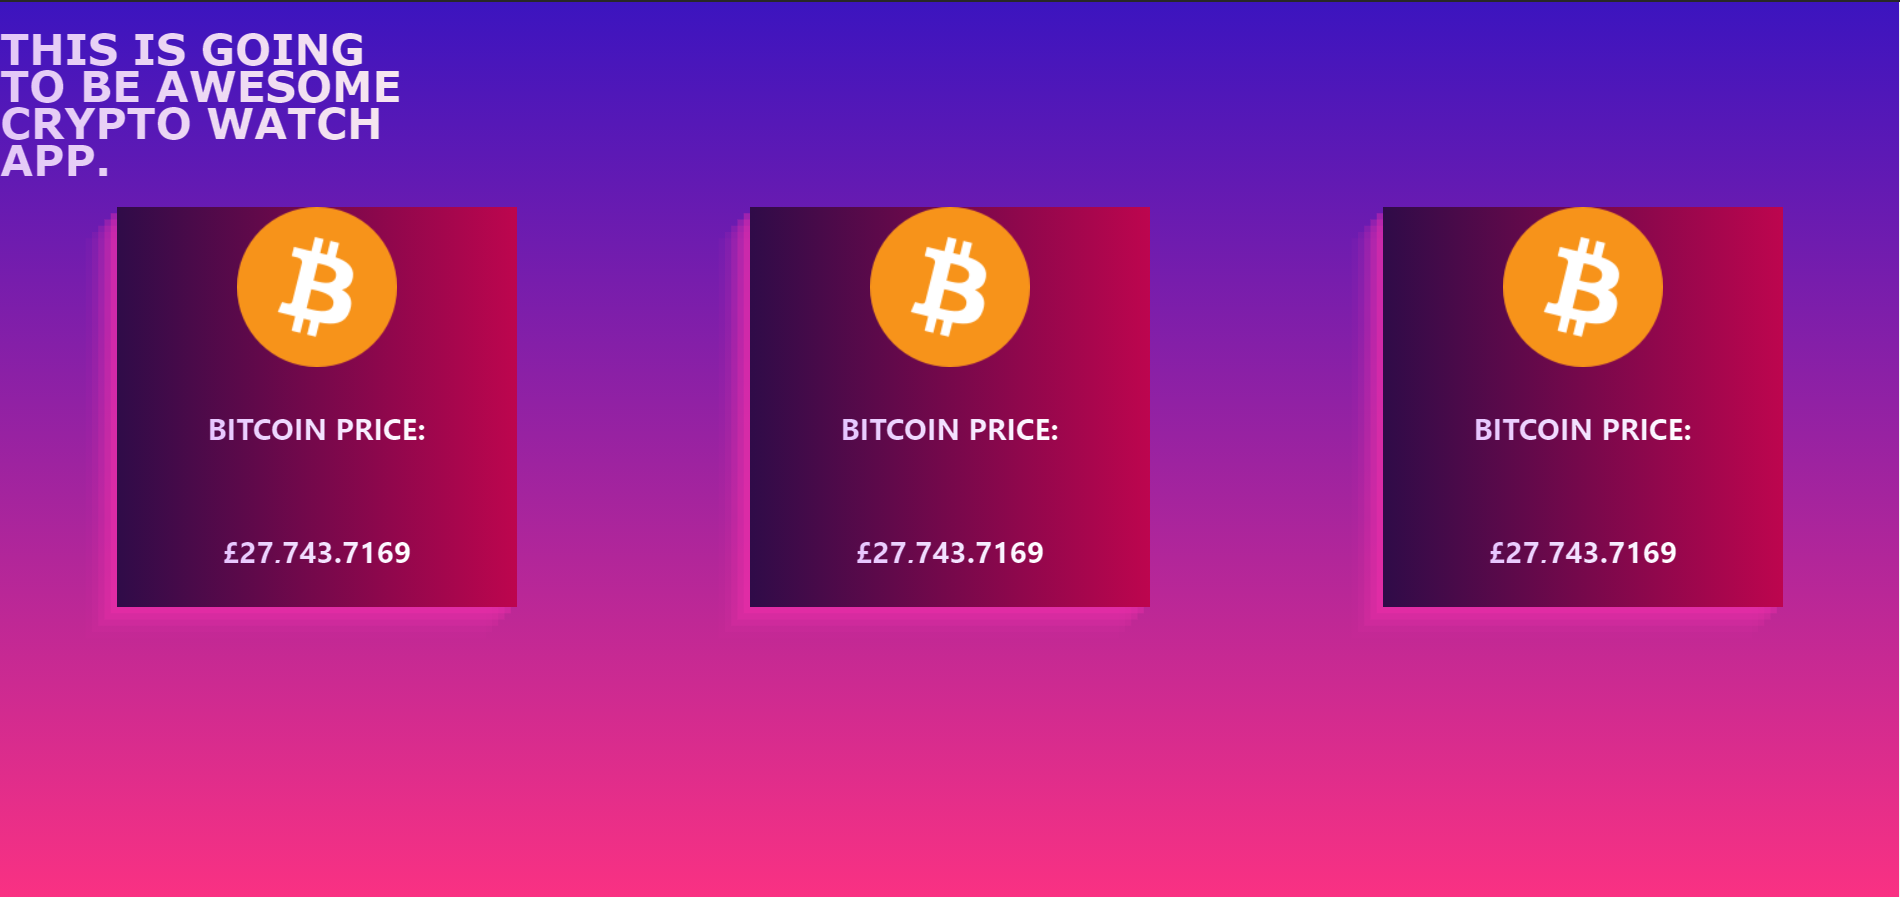 THIS IS GOING
TO BE AWESOME
CRYPTO WATCH
APP.
BITCOIN PRICE:
£27.743.7169
BITCOIN PRICE:
£27.743.7169
BITCOIN PRICE:
£27.743.7169